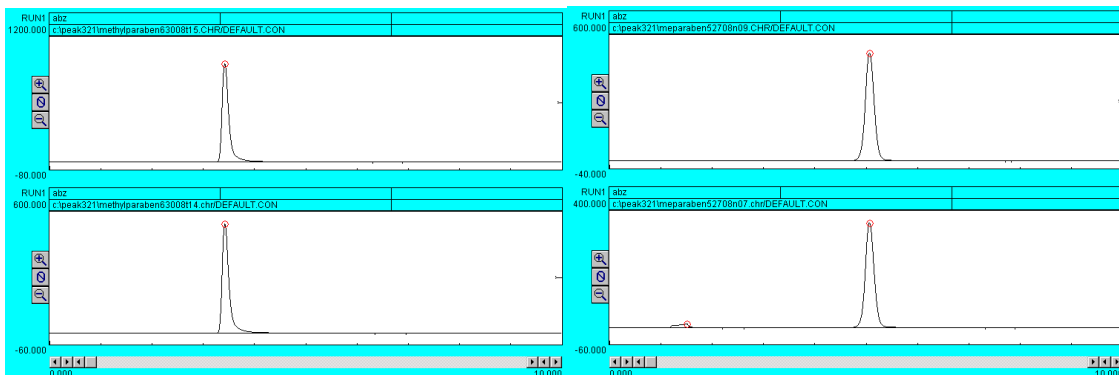 RUN1 abz
1200.000 c:\peak321\methylparaben63008t15.CHR/DEFAULT.CON
-80.000
RUN1 abz
600.000 c:\peak321\methylparaben63008t14.chr/DEFAULT.CON
-60.000
0.000 10.000
RUN1 abz
600.000 c:\peak321\meparaben52708n09.CHR/DEFAULT.CON
-40.000
RUN1 abz
400.000 c:\peak321\meparaben52708n07.chr/DEFAULT.CON
-60.000
0.000 10.000